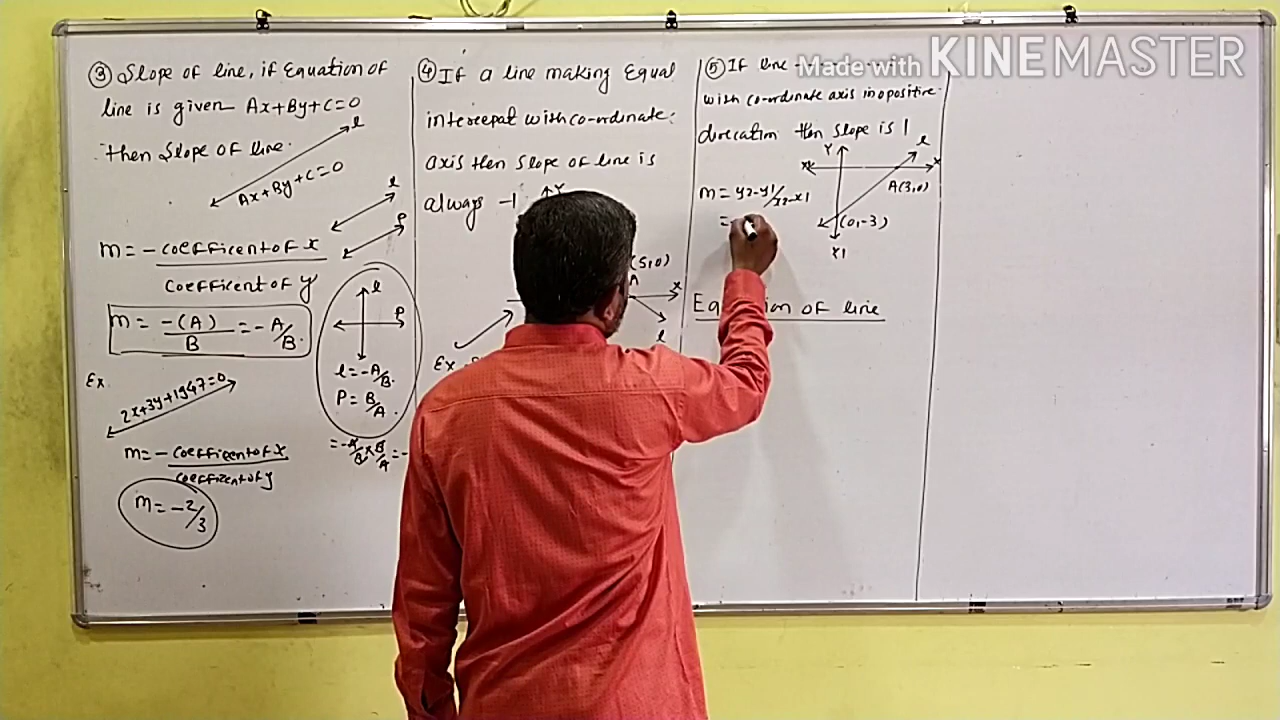 Made with KINEMASTER
③ Slope of line, if Equation of
line is given Ax+By+C=0
then Slope of line.
l
Ax+By+C=0
l
l
P
m = - coefficent of x
coefficent of y
m = -(A)/B = -A/B.
l
P
l = -A/B.
P = B/A.
= -A/B × B/A = -
Ex.
2x+3y+1947=0
m = - coefficent of x
coefficent of y
m = -2/3
④ If a line making Equal
intercepat with co-ordinate
axis then slope of line is
always -1
Y
(5,0)
A
x
l
Ex
⑤ If line
with co-ordinate axis in opositive
direcation then slope is 1
Y
l
x
A(3,0)
m = y2-y1/x2-x1
(0,-3)
Y1
=
Equation of line